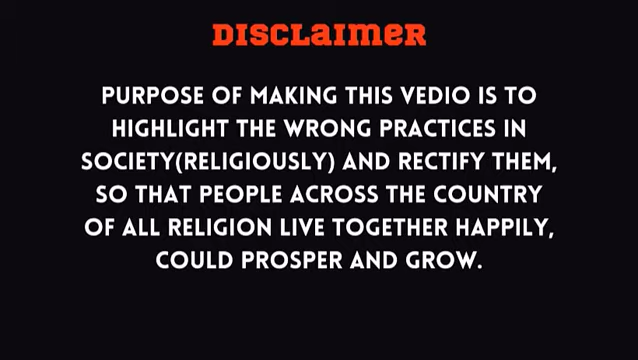 DISCLAIMER
PURPOSE OF MAKING THIS VEDIO IS TO
HIGHLIGHT THE WRONG PRACTICES IN
SOCIETY(RELIGIOUSLY) AND RECTIFY THEM,
SO THAT PEOPLE ACROSS THE COUNTRY
OF ALL RELIGION LIVE TOGETHER HAPPILY,
COULD PROSPER AND GROW.